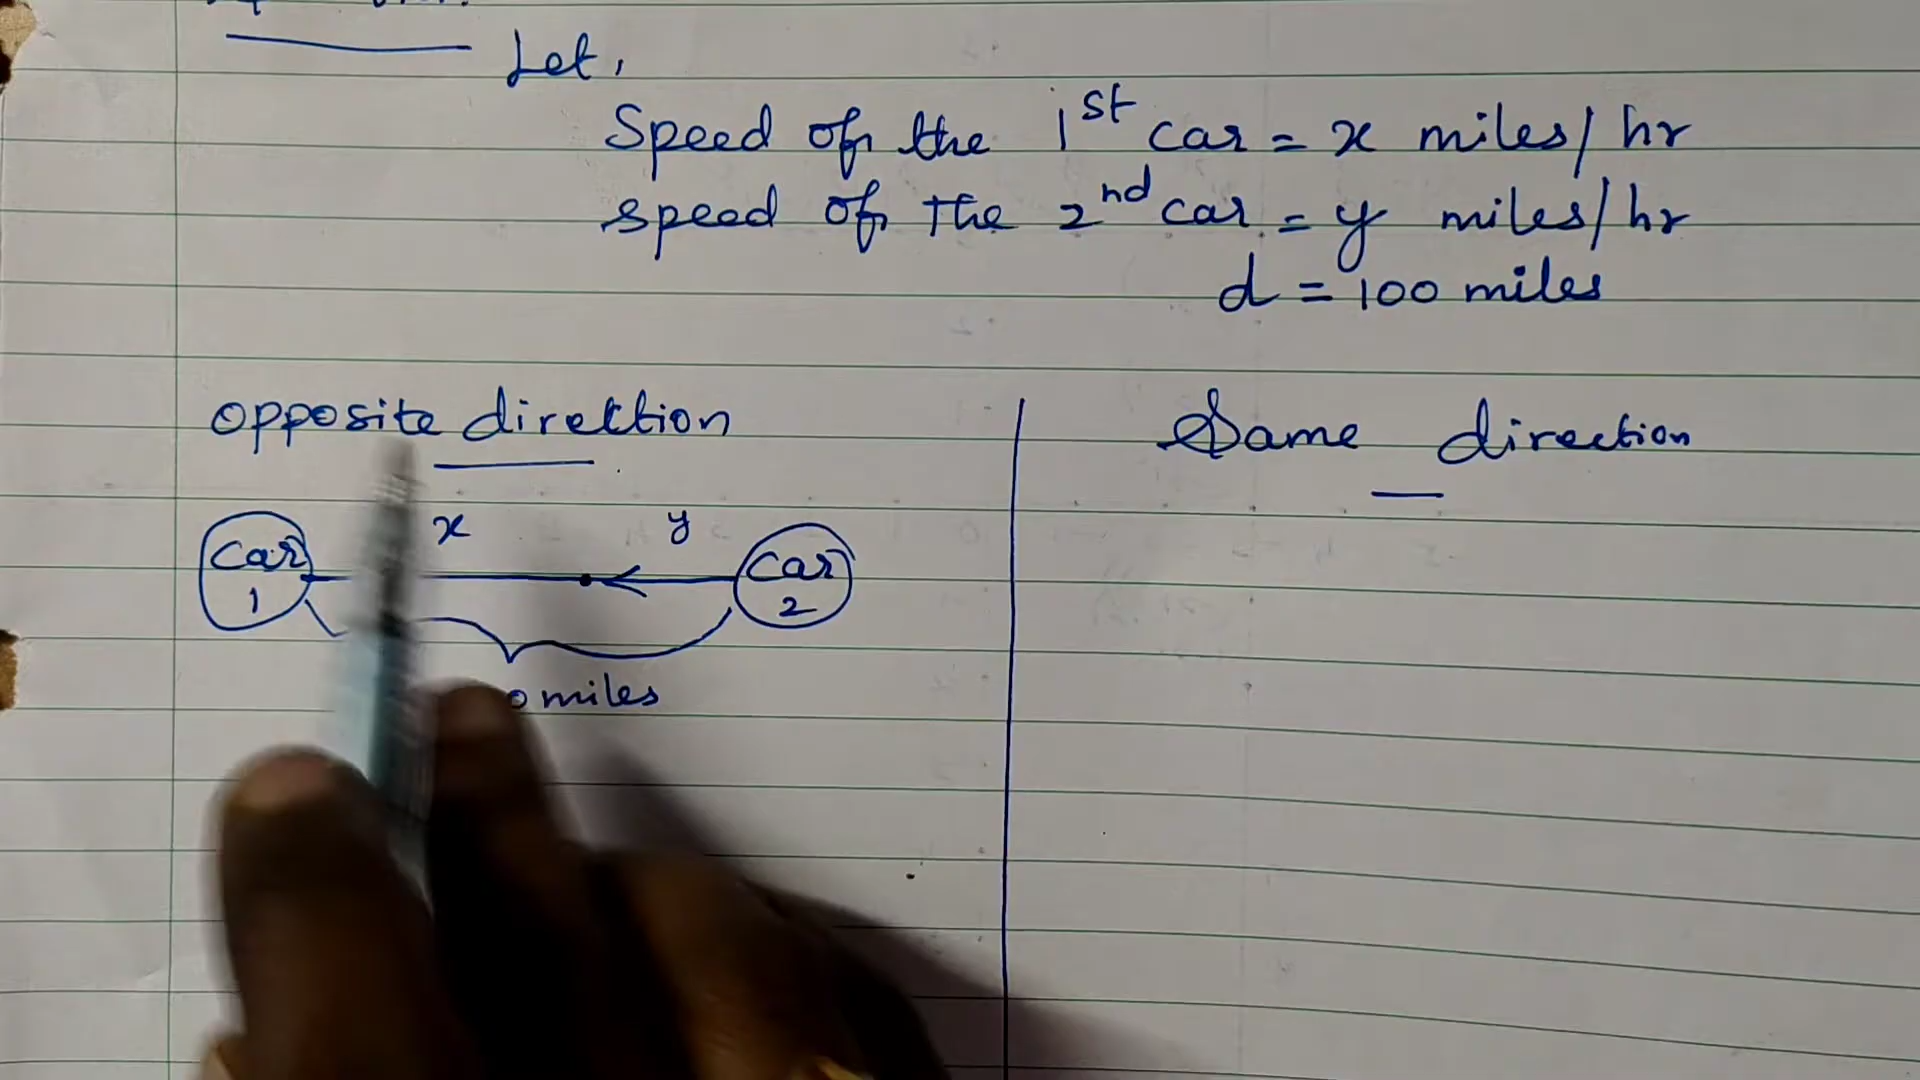 Let,
Speed of the 1st car = x miles/hr
speed of the 2nd car = y miles/hr
d = 100 miles
opposite direction
Same direction
x y
Car 1
Car 2
miles